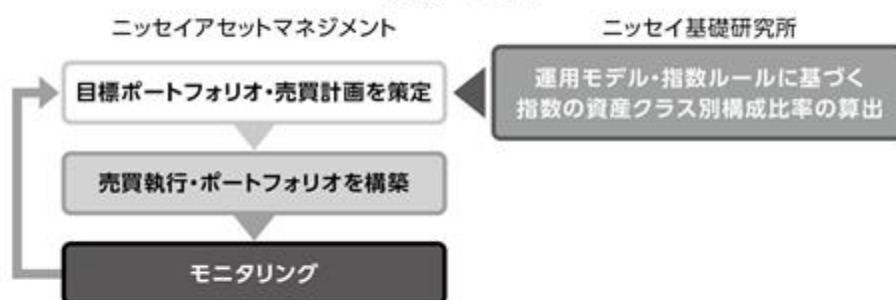 ニッセイアセットマネジメント
ニッセイ基礎研究所
目標ポートフォリオ・売買計画を策定
運用モデル・指数ルールに基づく
指数の資産クラス別構成比率の算出
売買執行・ポートフォリオを構築
モニタリング